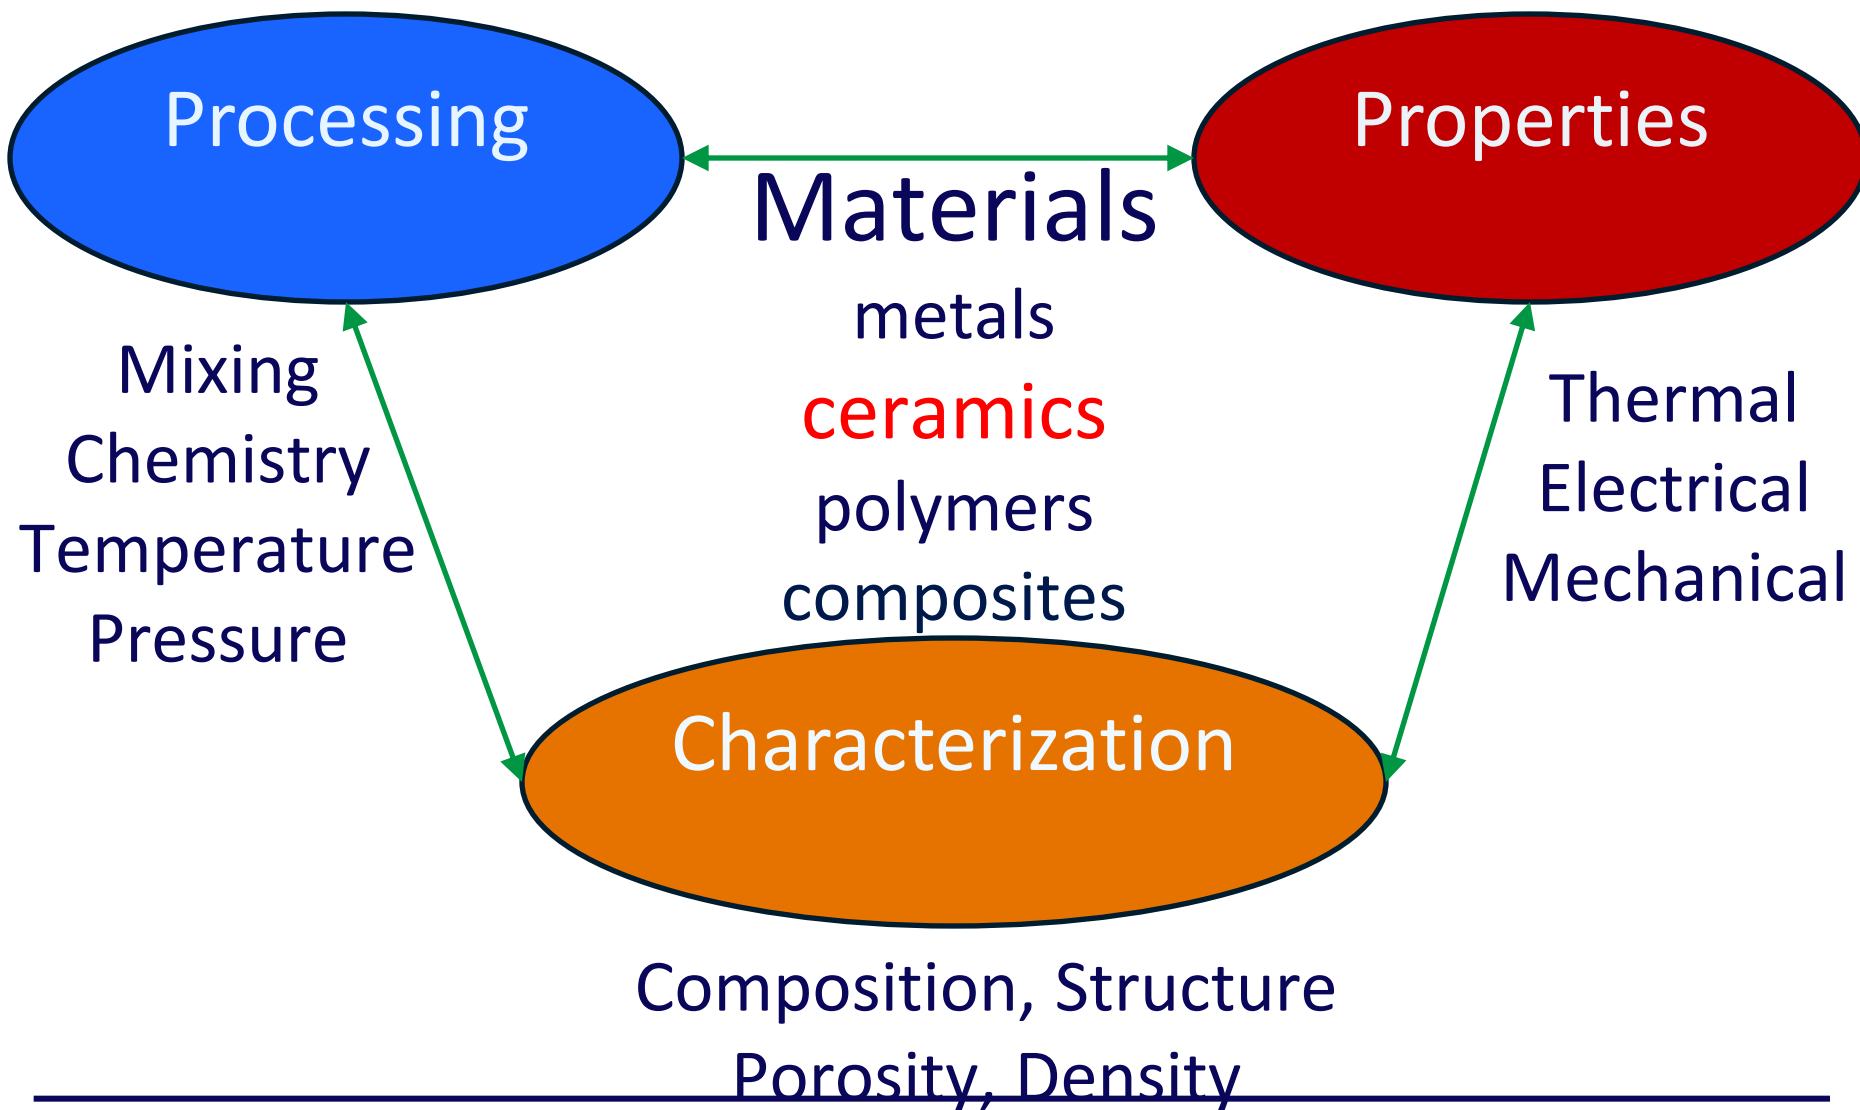 Processing
Properties
Materials
metals
ceramics
polymers
composites
Mixing
Chemistry
Temperature
Pressure
Thermal
Electrical
Mechanical
Characterization
Composition, Structure
Porosity, Density